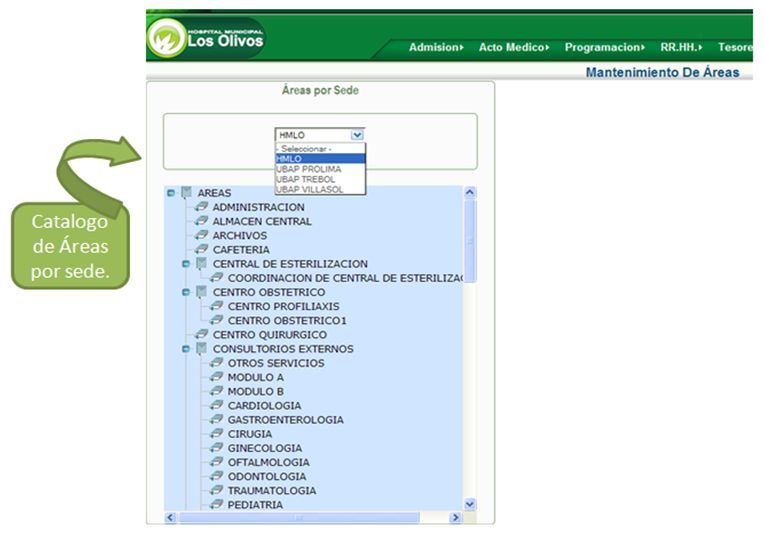 HOSPITAL MUNICIPAL
Los Olivos
Admision Acto Medico Programacion RR.HH. Tesore
Mantenimiento De Áreas
Áreas por Sede
HMLO
- Seleccionar -
HMLO
UBAP PROLIMA
UBAP TREBOL
UBAP VILLASOL
Catalogo
de Áreas
por sede.
AREAS
ADMINISTRACION
ALMACEN CENTRAL
ARCHIVOS
CAFETERIA
CENTRAL DE ESTERILIZACION
COORDINACION DE CENTRAL DE ESTERILIZA
CENTRO OBSTETRICO
CENTRO PROFILIAXIS
CENTRO OBSTETRICO1
CENTRO QUIRURGICO
CONSULTORIOS EXTERNOS
OTROS SERVICIOS
MODULO A
MODULO B
CARDIOLOGIA
GASTROENTEROLOGIA
CIRUGIA
GINECOLOGIA
OFTALMOLOGIA
ODONTOLOGIA
TRAUMATOLOGIA
PEDIATRIA